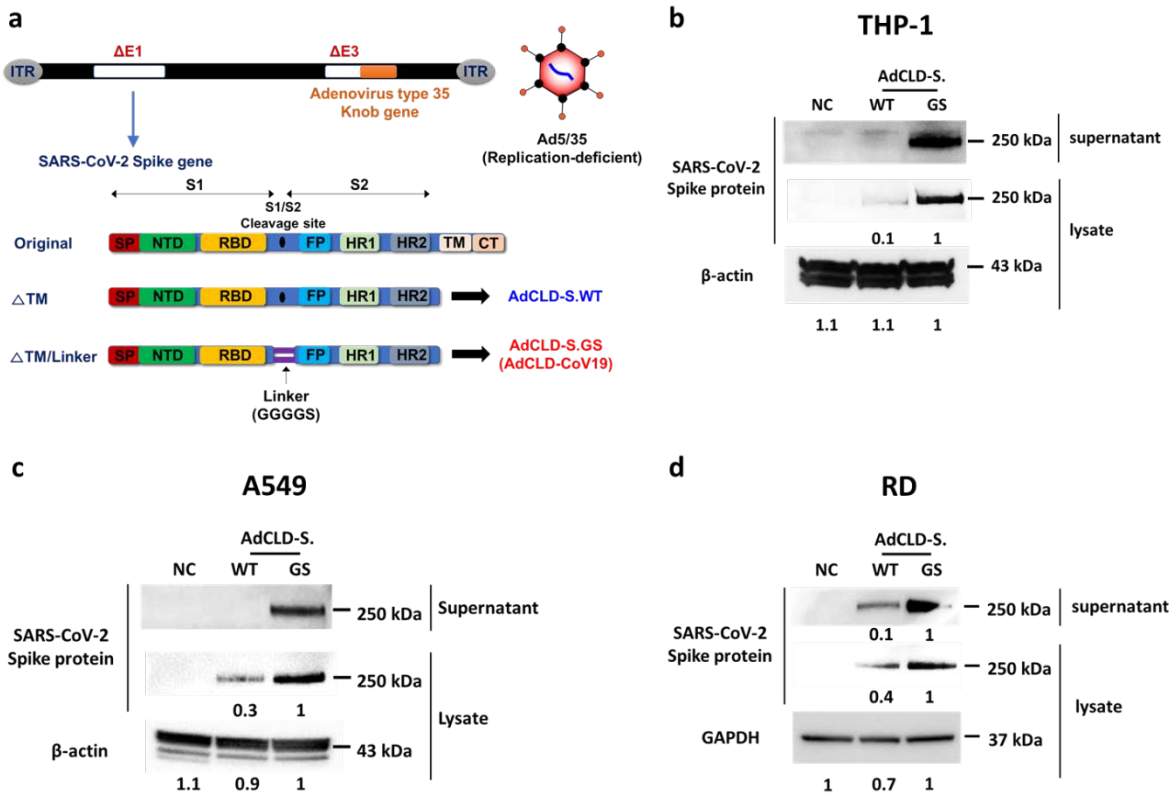 a
ΔE1
ΔE3
ITR
ITR
Adenovirus type 35
Knob gene
Ad5/35
(Replication-deficient)
SARS-CoV-2 Spike gene
S1
S2
S1/S2
Cleavage site
Original
SP NTD RBD FP HR1 HR2 TM CT
△TM
SP NTD RBD FP HR1 HR2
AdCLD-S.WT
△TM/Linker
SP NTD RBD FP HR1 HR2
AdCLD-S.GS
(AdCLD-CoV19)
Linker
(GGGGS)
b
THP-1
AdCLD-S.
NC WT GS
SARS-CoV-2
Spike protein
250 kDa
supernatant
250 kDa
0.1 1
lysate
β-actin
43 kDa
1.1 1.1 1
c
A549
AdCLD-S.
NC WT GS
SARS-CoV-2
Spike protein
250 kDa
Supernatant
250 kDa
0.3 1
Lysate
β-actin
43 kDa
1.1 0.9 1
d
RD
AdCLD-S.
NC WT GS
SARS-CoV-2
Spike protein
250 kDa
supernatant
0.1 1
250 kDa
0.4 1
lysate
GAPDH
37 kDa
1 0.7 1